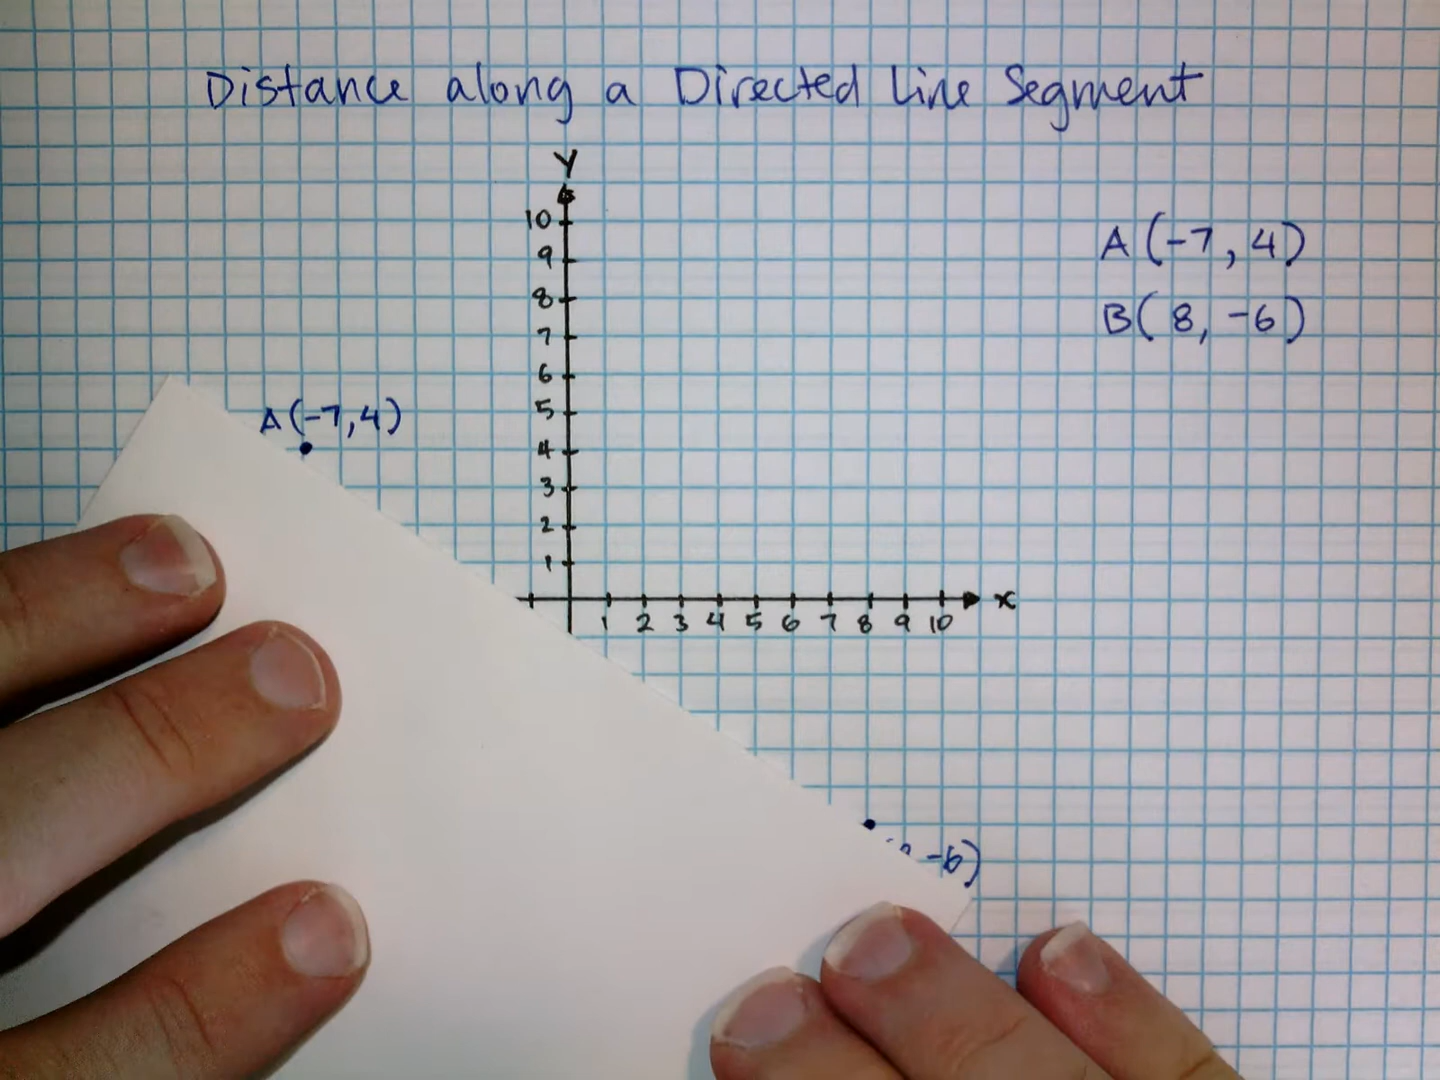 Distance along a Directed Line Segment
Y
10
9
8
7
6
5
4
3
2
1
A(-7,4)
B(8,-6)
A(-7,4)
1 2 3 4 5 6 7 8 9 10 x
-6)